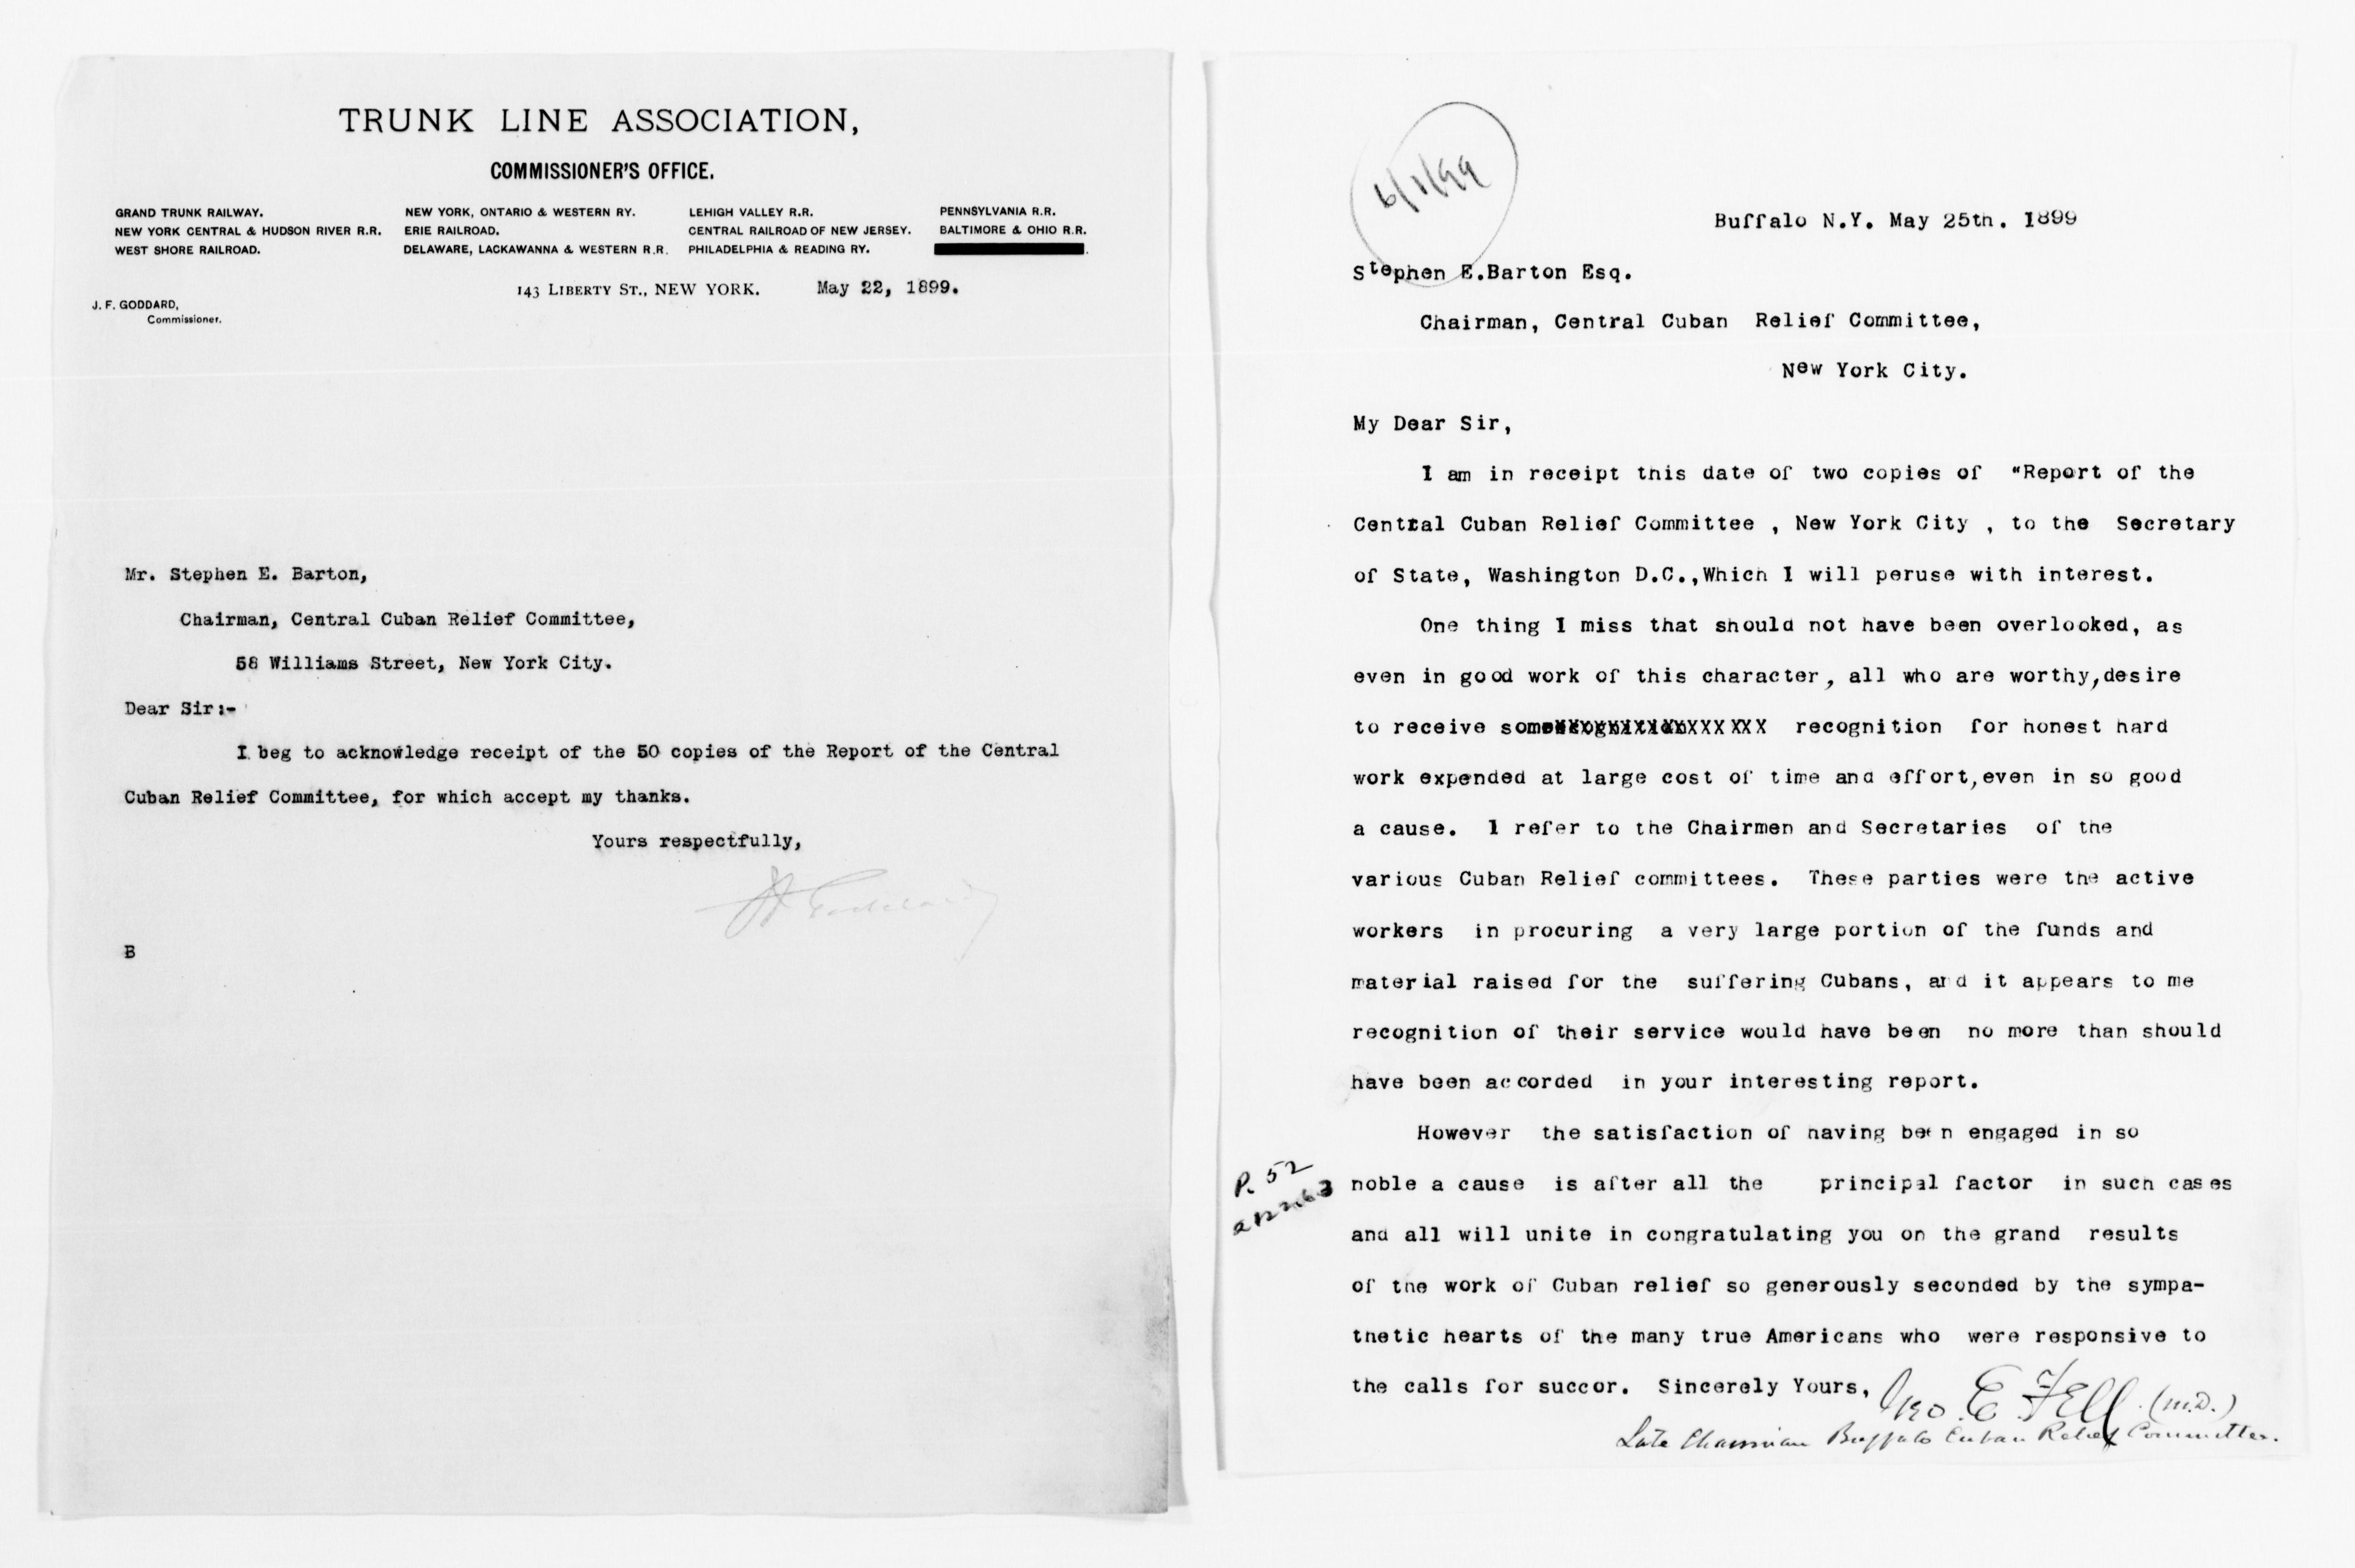 TRUNK LINE ASSOCIATION,
COMMISSIONER'S OFFICE.
GRAND TRUNK RAILWAY.
NEW YORK CENTRAL & HUDSON RIVER R.R.
WEST SHORE RAILROAD.
NEW YORK, ONTARIO & WESTERN RY.
ERIE RAILROAD.
DELAWARE, LACKAWANNA & WESTERN R.R.
LEHIGH VALLEY R.R.
CENTRAL RAILROAD OF NEW JERSEY.
PHILADELPHIA & READING RY.
PENNSYLVANIA R.R.
BALTIMORE & OHIO R.R.
143 LIBERTY ST., NEW YORK. May 22, 1899.
J. F. GODDARD,
Commissioner.
Mr. Stephen E. Barton,
Chairman, Central Cuban Relief Committee,
58 Williams Street, New York City.
Dear Sir:-
I beg to acknowledge receipt of the 50 copies of the Report of the Central
Cuban Relief Committee, for which accept my thanks.
Yours respectfully,
B
6/1/99
Buffalo N.Y. May 25th. 1899
Stephen E.Barton Esq.
Chairman, Central Cuban Relief Committee,
New York City.
My Dear Sir,
I am in receipt this date of two copies of "Report of the
Central Cuban Relief Committee , New York City , to the Secretary
of State, Washington D.C.,Which I will peruse with interest.
One thing I miss that should not have been overlooked, as
even in good work of this character, all who are worthy,desire
to receive some recognition for honest hard
work expended at large cost of time and effort,even in so good
a cause. I refer to the Chairmen and Secretaries of the
various Cuban Relief committees. These parties were the active
workers in procuring a very large portion of the funds and
material raised for the suffering Cubans, and it appears to me
recognition of their service would have been no more than should
have been accorded in your interesting report.
However the satisfaction of having been engaged in so
noble a cause is after all the principal factor in such cases
and all will unite in congratulating you on the grand results
of the work of Cuban relief so generously seconded by the sympa-
thetic hearts of the many true Americans who were responsive to
the calls for succor. Sincerely Yours,
Geo. E. Fell (M.D.)
Late Chairman Buffalo Cuban Relief Committee.
P. 52